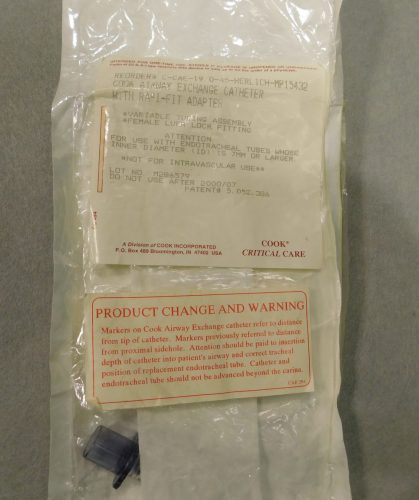 REORDER# C-CAE-19.0-45-HERLICH-MP15432
COOK AIRWAY EXCHANGE CATHETER
WITH RAPI-FIT ADAPTER
*VARIABLE TUBING ASSEMBLY
*FEMALE LUER LOCK FITTING
ATTENTION
FOR USE WITH ENDOTRACHEAL TUBES WHOSE
INNER DIAMETER (ID) IS 7MM OR LARGER.
*NOT FOR INTRAVASCULAR USE**
LOT NO. M286579
DO NOT USE AFTER 2000/07
PATENT# 5,052,386
A Division of COOK INCORPORATED
P.O. Box 489 Bloomington, IN 47402 USA
COOK®
CRITICAL CARE
PRODUCT CHANGE AND WARNING
Markers on Cook Airway Exchange catheter refer to distance
from tip of catheter. Markers previously referred to distance
from proximal sidehole. Attention should be paid to insertion
depth of catheter into patient's airway and correct tracheal
position of replacement endotracheal tube. Catheter and
endotracheal tube should not be advanced beyond the carina.